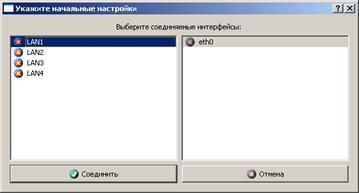 Укажите начальные настройки
Выберите соединяемые интерфейсы:
LAN1
LAN2
LAN3
LAN4
eth0
Соединить
Отмена